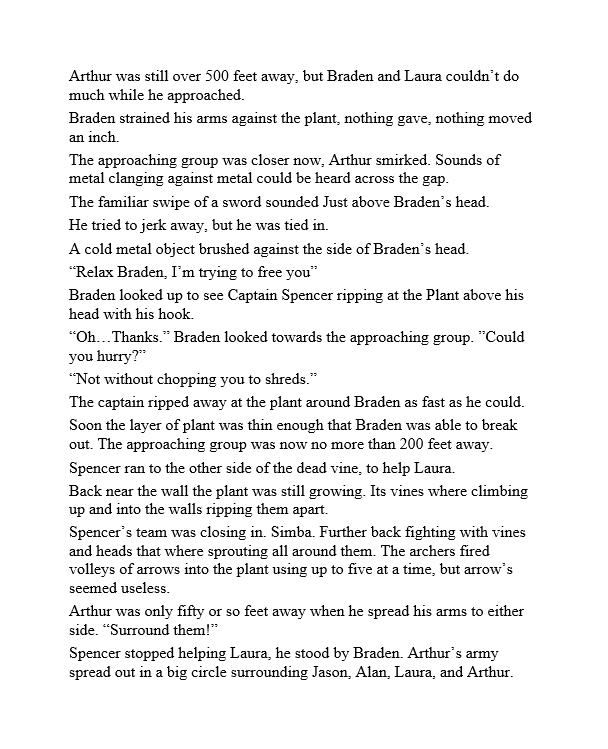 Arthur was still over 500 feet away, but Braden and Laura couldn’t do
much while he approached.
Braden strained his arms against the plant, nothing gave, nothing moved
an inch.
The approaching group was closer now, Arthur smirked. Sounds of
metal clanging against metal could be heard across the gap.
The familiar swipe of a sword sounded Just above Braden’s head.
He tried to jerk away, but he was tied in.
A cold metal object brushed against the side of Braden’s head.
“Relax Braden, I’m trying to free you”
Braden looked up to see Captain Spencer ripping at the Plant above his
head with his hook.
“Oh…Thanks.” Braden looked towards the approaching group. ”Could
you hurry?”
“Not without chopping you to shreds.”
The captain ripped away at the plant around Braden as fast as he could.
Soon the layer of plant was thin enough that Braden was able to break
out. The approaching group was now no more than 200 feet away.
Spencer ran to the other side of the dead vine, to help Laura.
Back near the wall the plant was still growing. Its vines where climbing
up and into the walls ripping them apart.
Spencer’s team was closing in. Simba. Further back fighting with vines
and heads that where sprouting all around them. The archers fired
volleys of arrows into the plant using up to five at a time, but arrow’s
seemed useless.
Arthur was only fifty or so feet away when he spread his arms to either
side. “Surround them!”
Spencer stopped helping Laura, he stood by Braden. Arthur’s army
spread out in a big circle surrounding Jason, Alan, Laura, and Arthur.